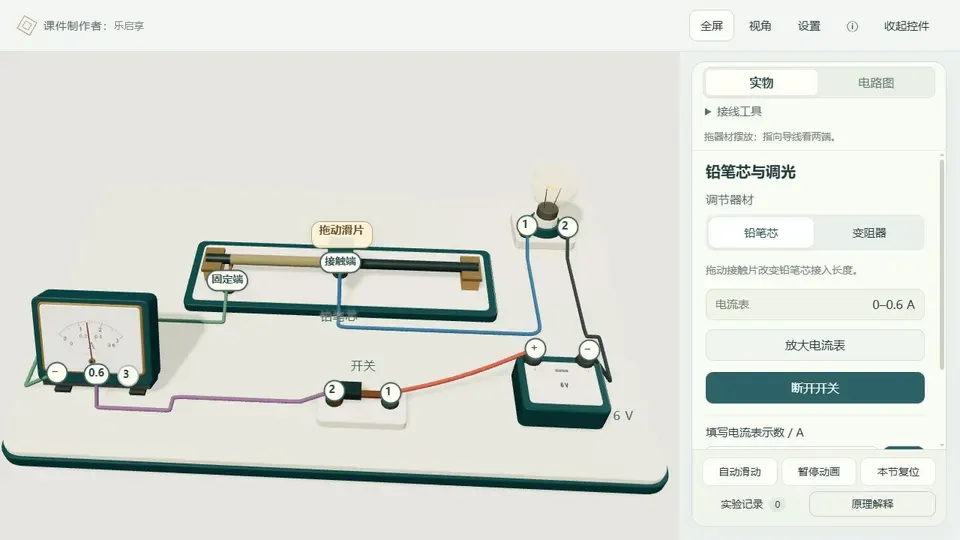 课件制作者：乐启享
全屏
视角
设置
收起控件
实物
电路图
▶ 接线工具
拖器材摆放；指向导线看两端。
铅笔芯与调光
调节器材
铅笔芯
变阻器
拖动接触片改变铅笔芯接入长度。
电流表
0–0.6 A
放大电流表
断开开关
填写电流表示数 / A
自动滑动
暂停动画
本节复位
实验记录 0
原理解释
拖动滑片
接触端
固定端
铅笔芯
1
2
A
−
0.6
3
开关
2
1
+
−
6V
6 V